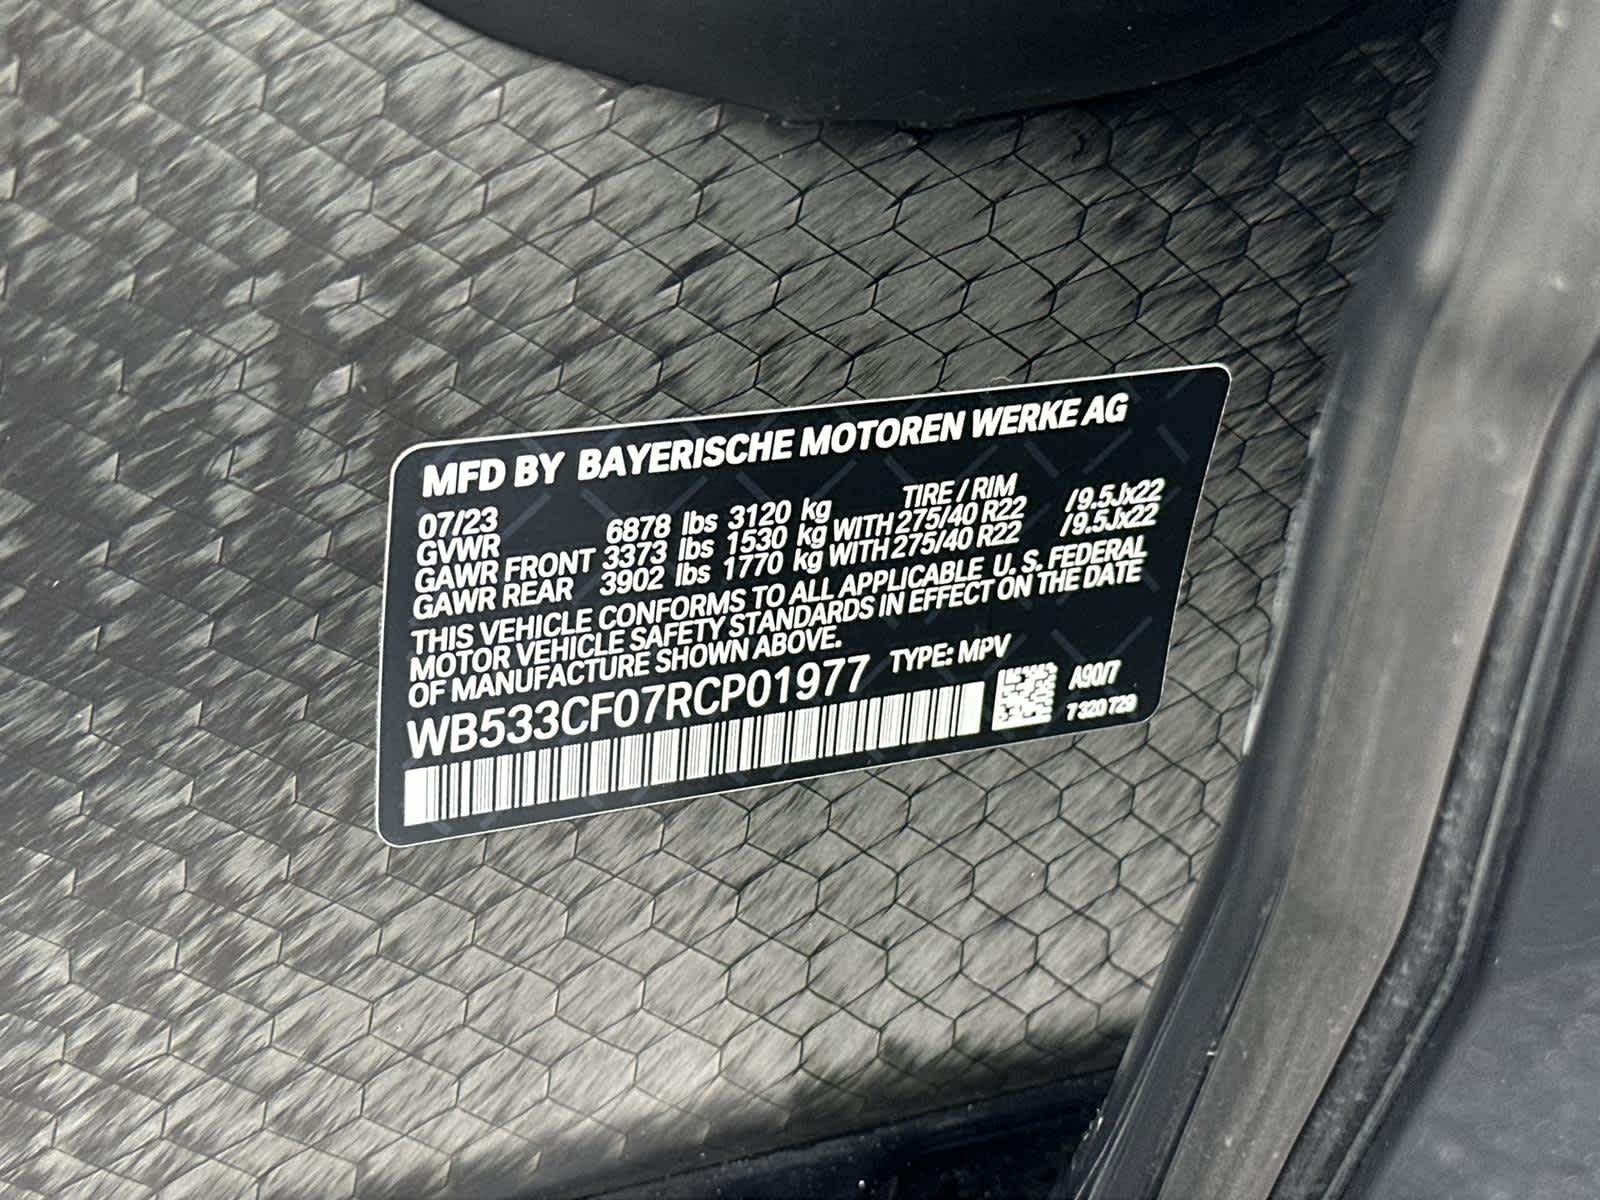 MFD BY BAYERISCHE MOTOREN WERKE AG
07/23 TIRE / RIM
GVWR 6878 lbs 3120 kg
GAWR FRONT 3373 lbs 1530 kg WITH 275/40 R22 /9.5Jx22
GAWR REAR 3902 lbs 1770 kg WITH 275/40 R22 /9.5Jx22
THIS VEHICLE CONFORMS TO ALL APPLICABLE U. S. FEDERAL
MOTOR VEHICLE SAFETY STANDARDS IN EFFECT ON THE DATE
OF MANUFACTURE SHOWN ABOVE.
WB533CF07RCP01977 TYPE: MPV
A90/7
7 320 729